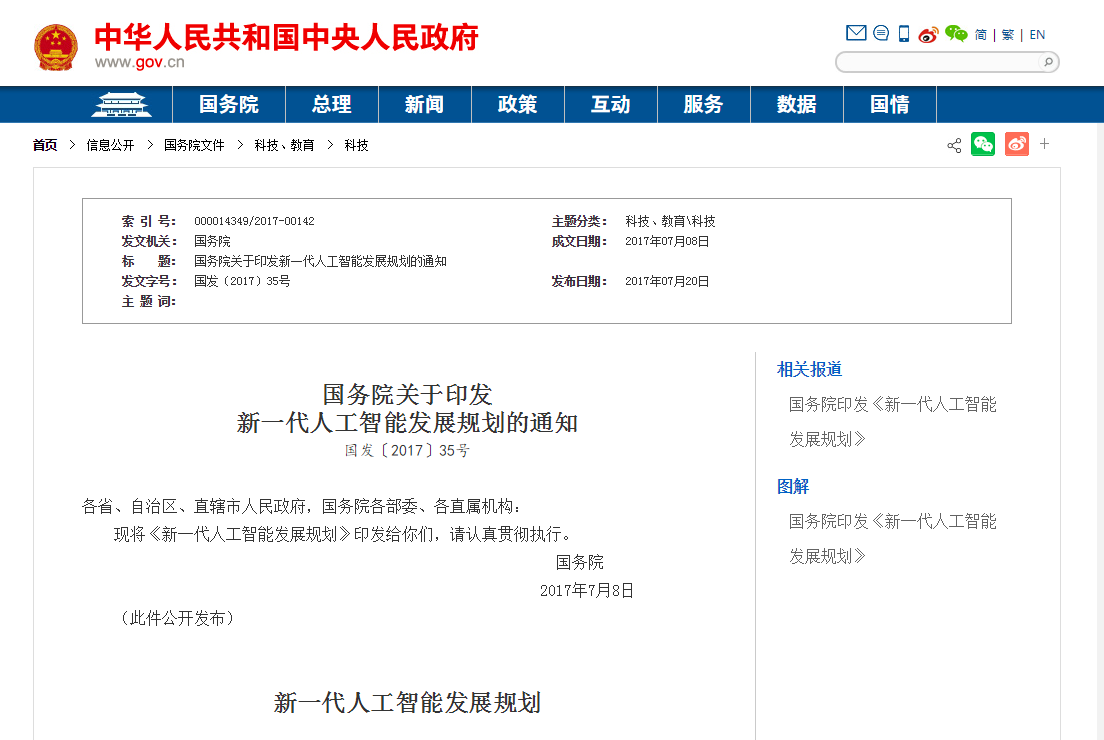 中华人民共和国中央人民政府
www.gov.cn
简 | 繁 | EN
国务院 总理 新闻 政策 互动 服务 数据 国情
首页 > 信息公开 > 国务院文件 > 科技、教育 > 科技
索 引 号： 000014349/2017-00142 主题分类： 科技、教育\科技
发文机关： 国务院 成文日期： 2017年07月08日
标 题： 国务院关于印发新一代人工智能发展规划的通知
发文字号： 国发〔2017〕35号 发布日期： 2017年07月20日
主 题 词：
国务院关于印发
新一代人工智能发展规划的通知
国发〔2017〕35号
各省、自治区、直辖市人民政府，国务院各部委、各直属机构：
现将《新一代人工智能发展规划》印发给你们，请认真贯彻执行。
国务院
2017年7月8日
（此件公开发布）
新一代人工智能发展规划
相关报道
国务院印发《新一代人工智能
发展规划》
图解
国务院印发《新一代人工智能
发展规划》